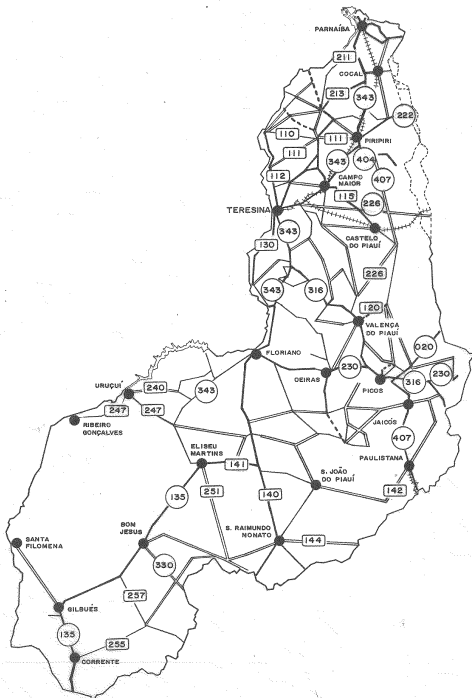 PARNAÍBA
211
COCAL
213
343
222
110
111
PIRIPIRI
111
343
404
407
112
CAMPO
MAIOR
115
226
TERESINA
343
130
CASTELO
DO PIAUÍ
226
343
316
120
VALENÇA
DO PIAUÍ
020
FLORIANO
230
OEIRAS
PICOS
316
230
URUÇUÍ
240
343
247
247
RIBEIRO
GONÇALVES
JAICÓS
407
ELISEU
MARTINS
141
PAULISTANA
S. JOÃO
DO PIAUÍ
142
135
251
140
BOM
JESUS
S. RAIMUNDO
NONATO
144
SANTA
FILOMENA
330
257
GILBUÉS
135
255
CORRENTE